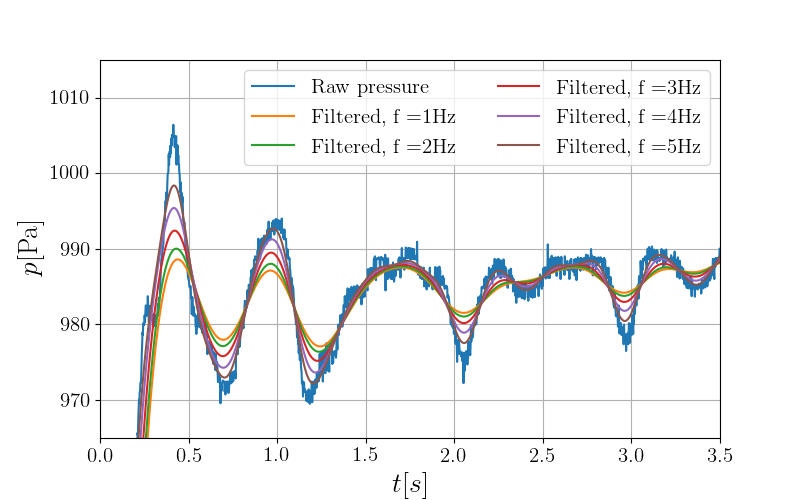 Raw pressure
Filtered, f =1Hz
Filtered, f =2Hz
Filtered, f =3Hz
Filtered, f =4Hz
Filtered, f =5Hz
1010
1000
990
980
970
p[Pa]
0.0 0.5 1.0 1.5 2.0 2.5 3.0 3.5
t[s]